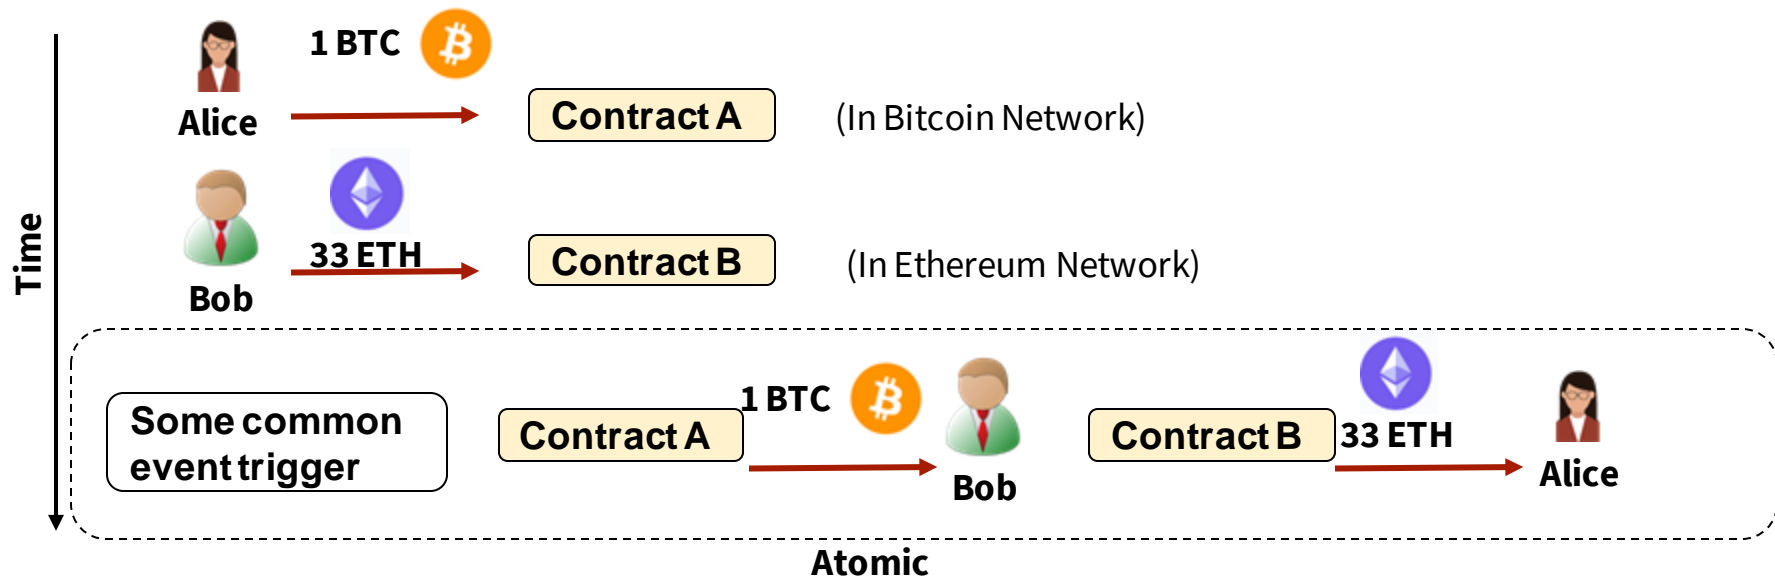 1 BTC
Alice
Contract A
(In Bitcoin Network)
Time
33 ETH
Bob
Contract B
(In Ethereum Network)
Some common
event trigger
Contract A
1 BTC
Bob
Contract B
33 ETH
Alice
Atomic